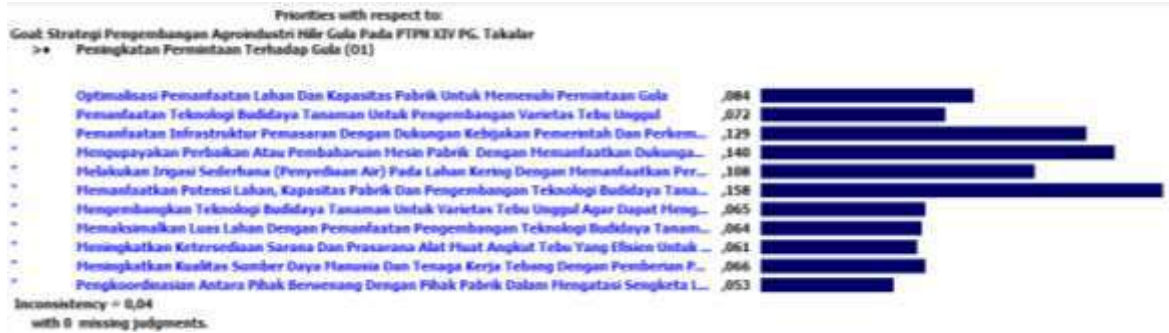 Priorities with respect to:
Goal: Strategi Pengembangan Agroindustri Hilir Gula Pada PTPN XIV PG. Takalar
>• Peningkatan Permintaan Terhadap Gula (O1)
Optimalisasi Pemanfaatan Lahan Dan Kapasitas Pabrik Untuk Memenuhi Permintaan Gula ,084
Pemanfaatan Teknologi Budidaya Tanaman Untuk Pengembangan Varietas Tebu Unggul ,072
Pemanfaatan Infrastruktur Pemasaran Dengan Dukungan Kebijakan Pemerintah Dan Perkem... ,129
Mengupayakan Perbaikan Atau Pembaharuan Mesin Pabrik Dengan Memanfaatkan Dukunga... ,140
Melakukan Irigasi Sederhana (Penyediaan Air) Pada Lahan Kering Dengan Memanfaatkan Per... ,108
Memanfaatkan Potensi Lahan, Kapasitas Pabrik Dan Pengembangan Teknologi Budidaya Tana... ,158
Mengembangkan Teknologi Budidaya Tanaman Untuk Varietas Tebu Unggul Agar Dapat Meng... ,065
Memaksimalkan Luas Lahan Dengan Pemanfaatan Pengembangan Teknologi Budidaya Tanam... ,064
Meningkatkan Ketersediaan Sarana Dan Prasarana Alat Muat Angkut Tebu Yang Efisien Untuk ... ,061
Meningkatkan Kualitas Sumber Daya Manusia Dan Tenaga Kerja Tebang Dengan Pemberian P... ,066
Pengkoordinasian Antara Pihak Berwenang Dengan Pihak Pabrik Dalam Mengatasi Sengketa L... ,053
Inconsistency = 0,04
with 0 missing judgments.